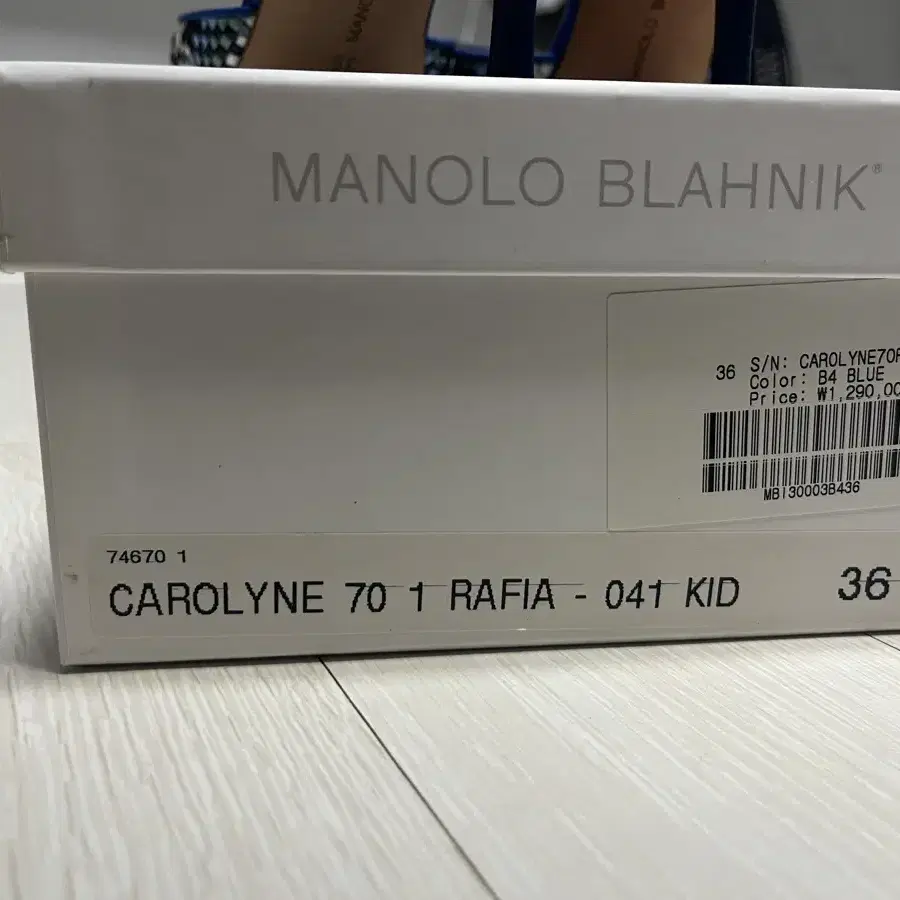 MANOLO
MANOLO BLAHNIK®
36
S/N: CAROLYNE70
Color: B4 BLUE
Price: ₩1,290,00
MBI30003B436
74670 1
CAROLYNE 70 1 RAFIA - 041 KID 36